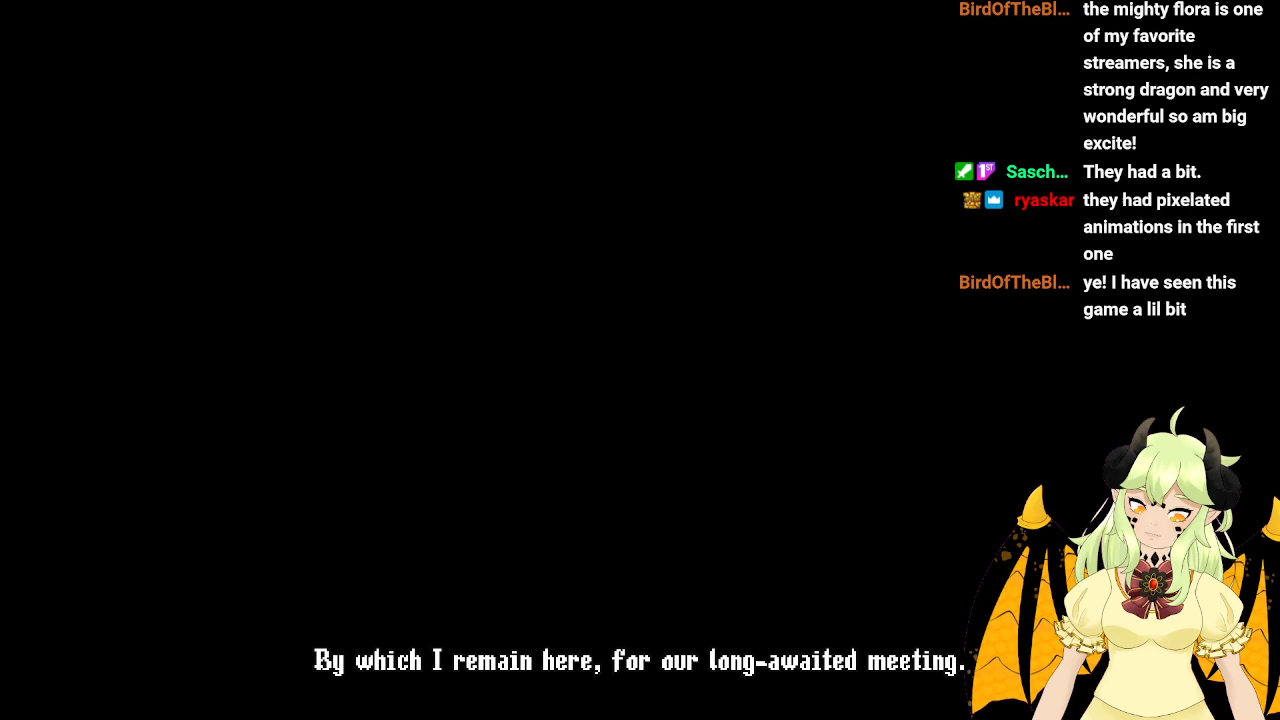 BirdOfTheBl... the mighty flora is one
of my favorite
streamers, she is a
strong dragon and very
wonderful so am big
excite!
1ST Sasch... They had a bit.
ryaskar they had pixelated
animations in the first
one
BirdOfTheBl... ye! I have seen this
game a lil bit
By which I remain here, for our long-awaited meeting.